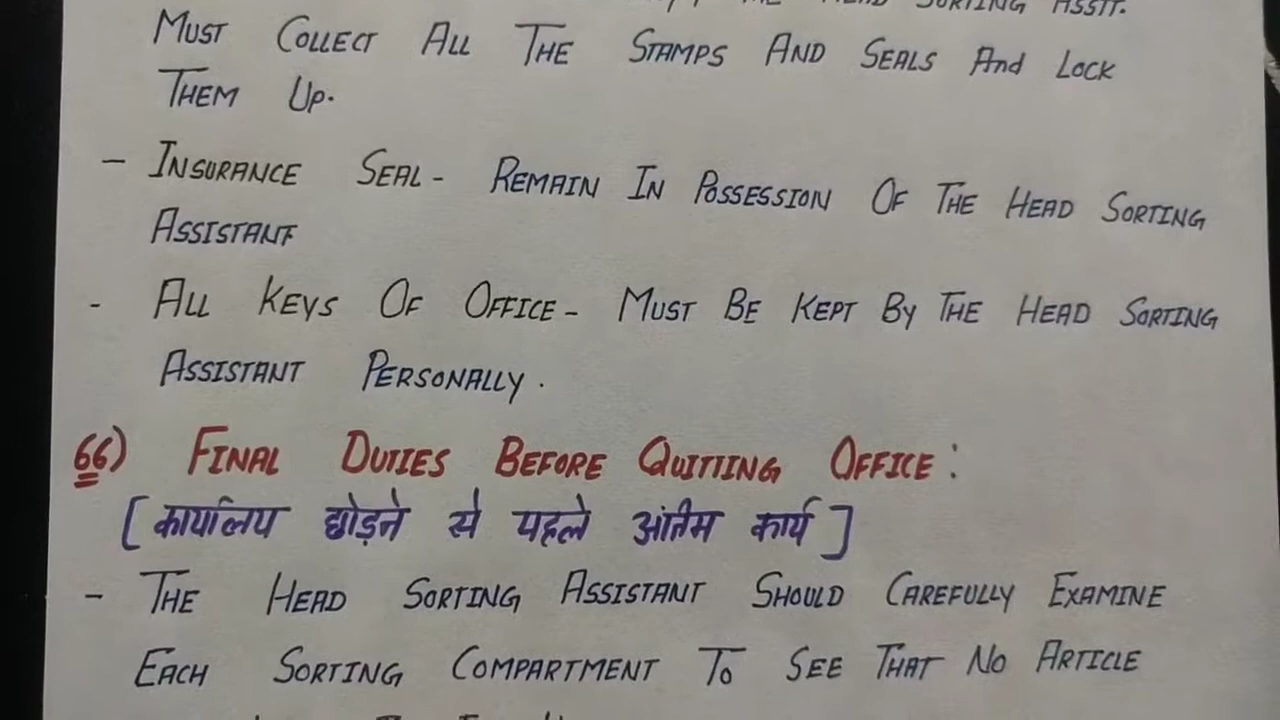 HEAD SORTING ASSTT.
MUST COLLECT ALL THE STAMPS AND SEALS And LOCK
THEM UP.
- INSURANCE SEAL - REMAIN IN POSSESSION OF THE HEAD SORTING
ASSISTANT
- ALL KEYS OF OFFICE - MUST BE KEPT BY THE HEAD SORTING
ASSISTANT PERSONALLY.
66) FINAL DUTIES BEFORE QUITTING OFFICE:
[कार्यालय छोड़ने से पहले अंतिम कार्य]
- THE HEAD SORTING ASSISTANT SHOULD CAREFULLY EXAMINE
EACH SORTING COMPARTMENT TO SEE THAT NO ARTICLE